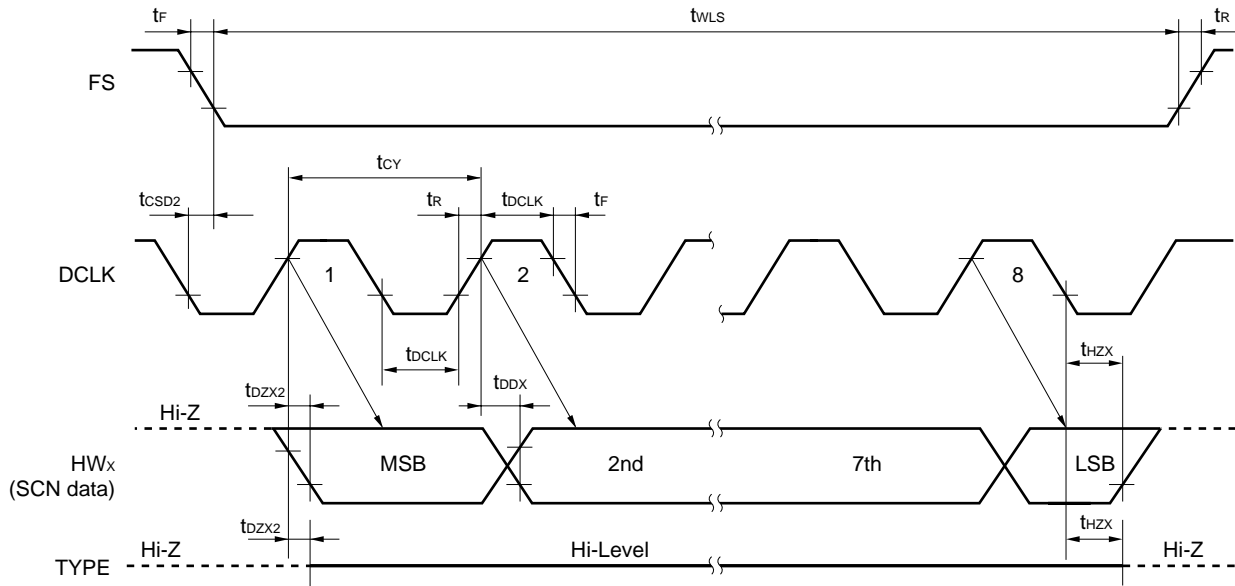 tF
tWLS
tR
FS
tCY
tCSD2
tR
tDCLK
tF
DCLK
1
2
8
tDCLK
tHZX
tDZX2
tDDX
Hi-Z
HWX
(SCN data)
MSB
2nd
7th
LSB
tDZX2
tHZX
Hi-Z
Hi-Level
Hi-Z
TYPE